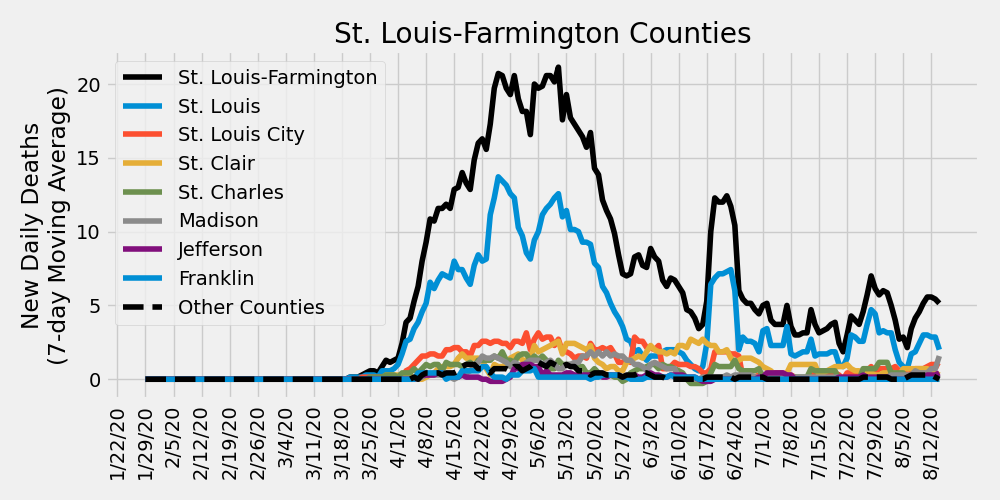 St. Louis-Farmington Counties
New Daily Deaths
(7-day Moving Average)
20
15
10
5
0
St. Louis-Farmington
St. Louis
St. Louis City
St. Clair
St. Charles
Madison
Jefferson
Franklin
Other Counties
1/22/20
1/29/20
2/5/20
2/12/20
2/19/20
2/26/20
3/4/20
3/11/20
3/18/20
3/25/20
4/1/20
4/8/20
4/15/20
4/22/20
4/29/20
5/6/20
5/13/20
5/20/20
5/27/20
6/3/20
6/10/20
6/17/20
6/24/20
7/1/20
7/8/20
7/15/20
7/22/20
7/29/20
8/5/20
8/12/20